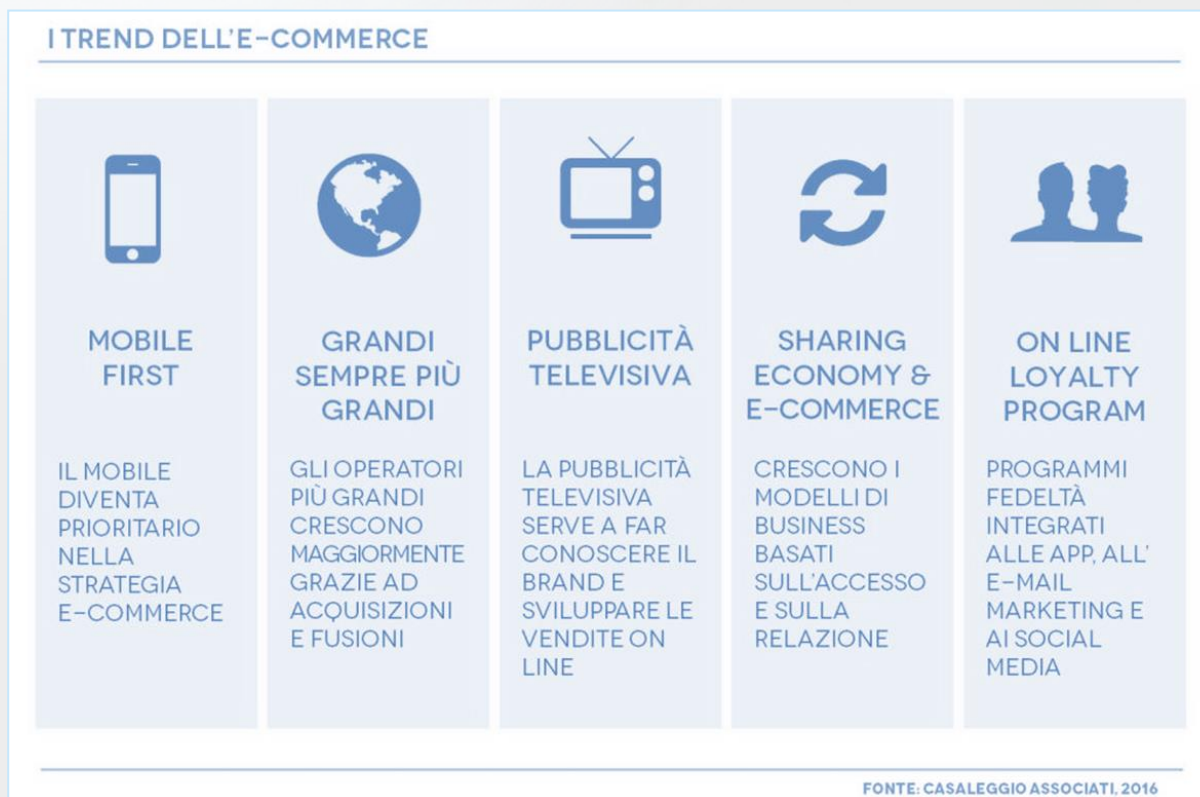 I TREND DELL'E-COMMERCE
MOBILE
FIRST
IL MOBILE
DIVENTA
PRIORITARIO
NELLA
STRATEGIA
E-COMMERCE
GRANDI
SEMPRE PIÙ
GRANDI
GLI OPERATORI
PIÙ GRANDI
CRESCONO
MAGGIORMENTE
GRAZIE AD
ACQUISIZIONI
E FUSIONI
PUBBLICITÀ
TELEVISIVA
LA PUBBLICITÀ
TELEVISIVA
SERVE A FAR
CONOSCERE IL
BRAND E
SVILUPPARE LE
VENDITE ON
LINE
SHARING
ECONOMY &
E-COMMERCE
CRESCONO I
MODELLI DI
BUSINESS
BASATI
SULL'ACCESSO
E SULLA
RELAZIONE
ON LINE
LOYALTY
PROGRAM
PROGRAMMI
FEDELTÀ
INTEGRATI
ALLE APP, ALL'
E-MAIL
MARKETING E
AI SOCIAL
MEDIA
FONTE: CASALEGGIO ASSOCIATI, 2016